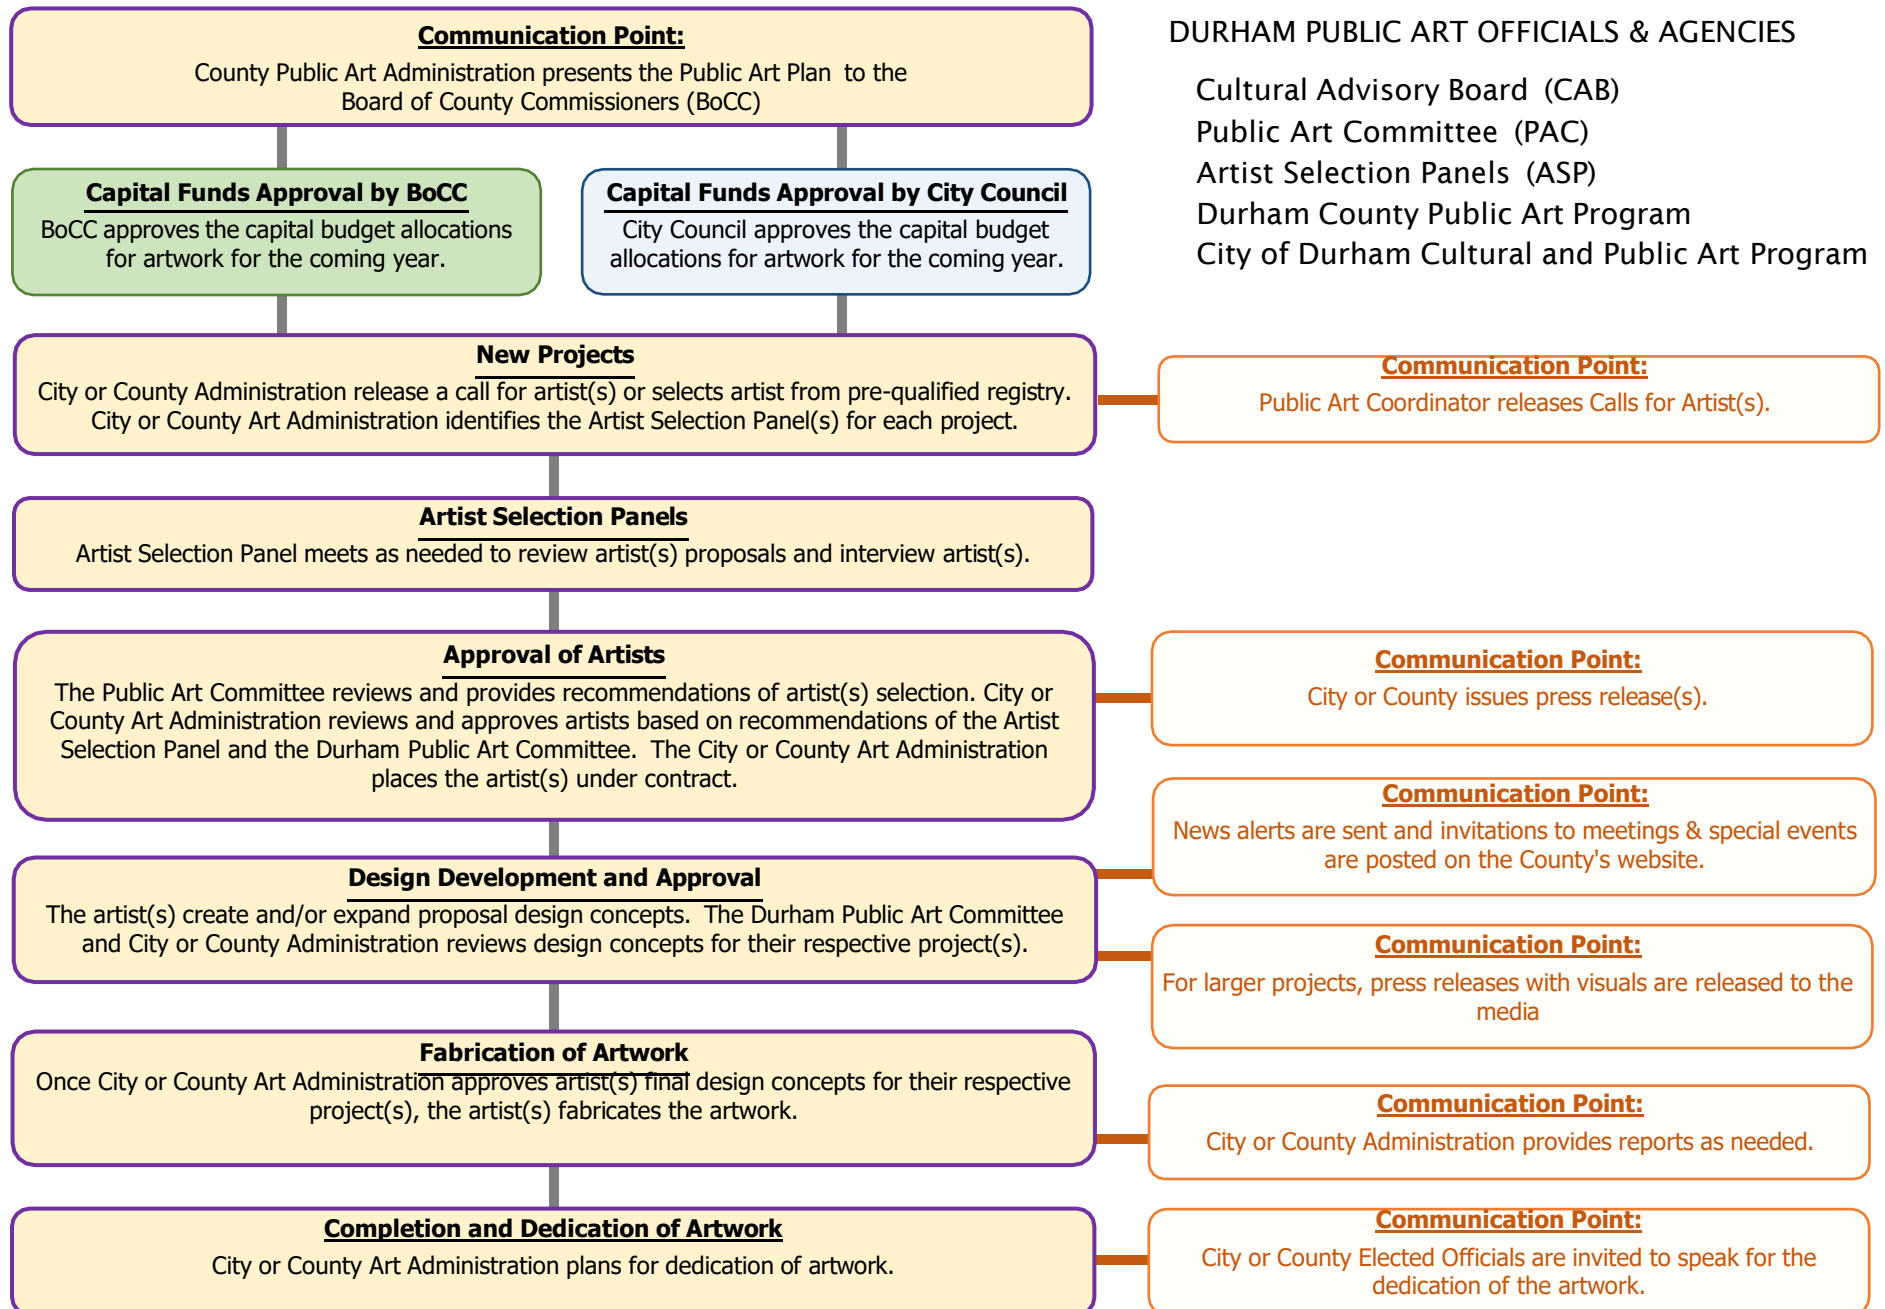 Communication Point:
County Public Art Administration presents the Public Art Plan to the
Board of County Commissioners (BoCC)
DURHAM PUBLIC ART OFFICIALS & AGENCIES
Cultural Advisory Board (CAB)
Public Art Committee (PAC)
Artist Selection Panels (ASP)
Durham County Public Art Program
City of Durham Cultural and Public Art Program
Capital Funds Approval by BoCC
BoCC approves the capital budget allocations
for artwork for the coming year.
Capital Funds Approval by City Council
City Council approves the capital budget
allocations for artwork for the coming year.
New Projects
City or County Administration release a call for artist(s) or selects artist from pre-qualified registry.
City or County Art Administration identifies the Artist Selection Panel(s) for each project.
Communication Point:
Public Art Coordinator releases Calls for Artist(s).
Artist Selection Panels
Artist Selection Panel meets as needed to review artist(s) proposals and interview artist(s).
Approval of Artists
The Public Art Committee reviews and provides recommendations of artist(s) selection. City or
County Art Administration reviews and approves artists based on recommendations of the Artist
Selection Panel and the Durham Public Art Committee. The City or County Art Administration
places the artist(s) under contract.
Communication Point:
City or County issues press release(s).
Communication Point:
News alerts are sent and invitations to meetings & special events
are posted on the County's website.
Design Development and Approval
The artist(s) create and/or expand proposal design concepts. The Durham Public Art Committee
and City or County Administration reviews design concepts for their respective project(s).
Communication Point:
For larger projects, press releases with visuals are released to the
media
Fabrication of Artwork
Once City or County Art Administration approves artist(s) final design concepts for their respective
project(s), the artist(s) fabricates the artwork.
Communication Point:
City or County Administration provides reports as needed.
Completion and Dedication of Artwork
City or County Art Administration plans for dedication of artwork.
Communication Point:
City or County Elected Officials are invited to speak for the
dedication of the artwork.